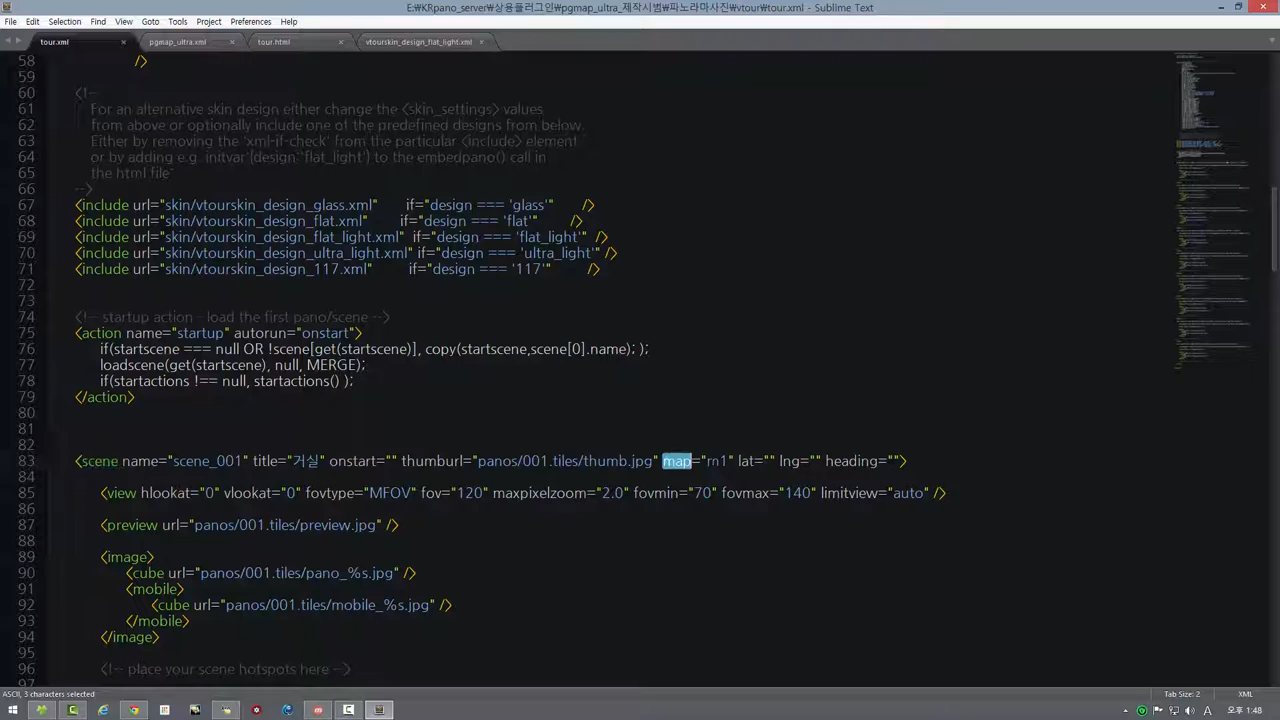 E:\KRpano_server\상용플러그인\pgmap_ultra_제작시범\파노라마사진\vtour\tour.xml - Sublime Text
File Edit Selection Find View Goto Tools Project Preferences Help
tour.xml × pgmap_ultra.xml × tour.html × vtourskin_design_flat_light.xml ×
58 />
59
60 <!--
61 For an alternative skin design either change the <skin_settings> values
62 from above or optionally include one of the predefined designs from below.
63 Either by removing the 'xml-if-check' from the particular <include> element
64 or by adding e.g. initvar'(design 'flat_light') to the embedpano() call in
65 the html file
66 -->
67 <include url="skin/vtourskin_design_glass.xml" if="design === 'glass'" />
68 <include url="skin/vtourskin_design_flat.xml" if="design === 'flat'" />
69 <include url="skin/vtourskin_design_flat_light.xml" if="design === 'flat_light'" />
70 <include url="skin/vtourskin_design_ultra_light.xml" if="design === 'ultra_light'" />
71 <include url="skin/vtourskin_design_117.xml" if="design === '117'" />
72
73
74 <!-- startup action - load the first pano/scene -->
75 <action name="startup" autorun="onstart">
76 if(startscene === null OR !scene[get(startscene)], copy(startscene,scene[0].name); );
77 loadscene(get(startscene), null, MERGE);
78 if(startactions !== null, startactions() );
79 </action>
80
81
82
83 <scene name="scene_001" title="거실" onstart="" thumburl="panos/001.tiles/thumb.jpg" map="m1" lat="" lng="" heading="">
84
85 <view hlookat="0" vlookat="0" fovtype="MFOV" fov="120" maxpixelzoom="2.0" fovmin="70" fovmax="140" limitview="auto" />
86
87 <preview url="panos/001.tiles/preview.jpg" />
88
89 <image>
90 <cube url="panos/001.tiles/pano_%s.jpg" />
91 <mobile>
92 <cube url="panos/001.tiles/mobile_%s.jpg" />
93 </mobile>
94 </image>
95
96 <!-- place your scene hotspots here -->
97
ASCII, 3 characters selected Tab Size: 2 XML
A 오후 1:48